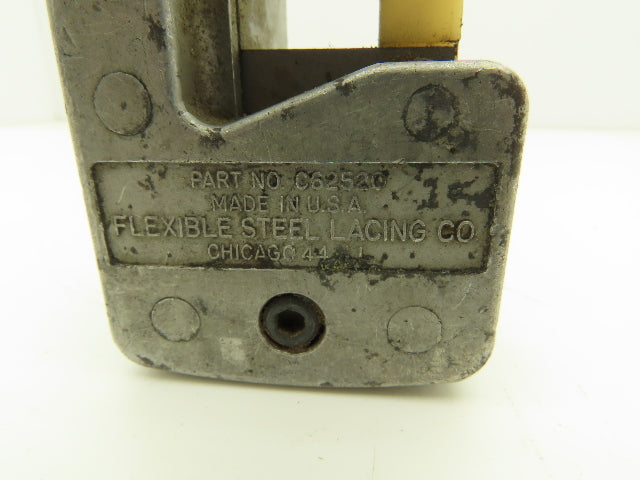 PART NO. C62520
MADE IN U.S.A.
FLEXIBLE STEEL LACING CO
CHICAGO 44